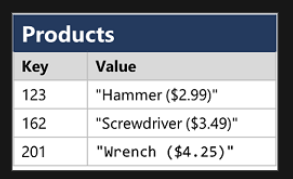 Products
Key Value
123 "Hammer ($2.99)"
162 "Screwdriver ($3.49)"
201 "Wrench ($4.25)"